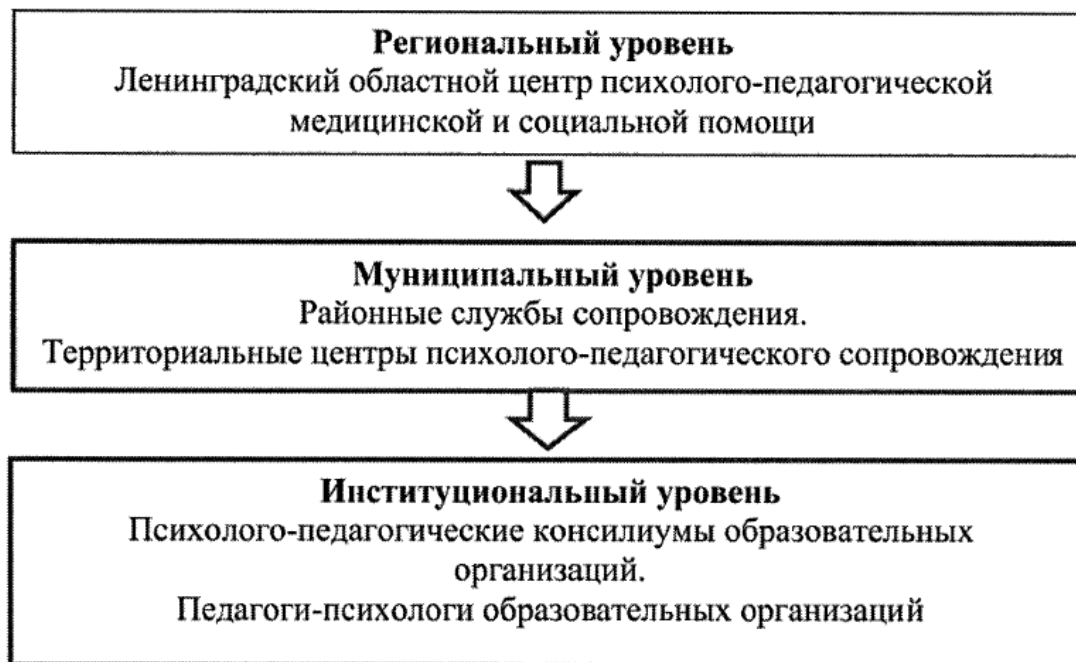 Региональный уровень
Ленинградский областной центр психолого-педагогической
медицинской и социальной помощи
Муниципальный уровень
Районные службы сопровождения.
Территориальные центры психолого-педагогического сопровождения
Институциональный уровень
Психолого-педагогические консилиумы образовательных
организаций.
Педагоги-психологи образовательных организаций